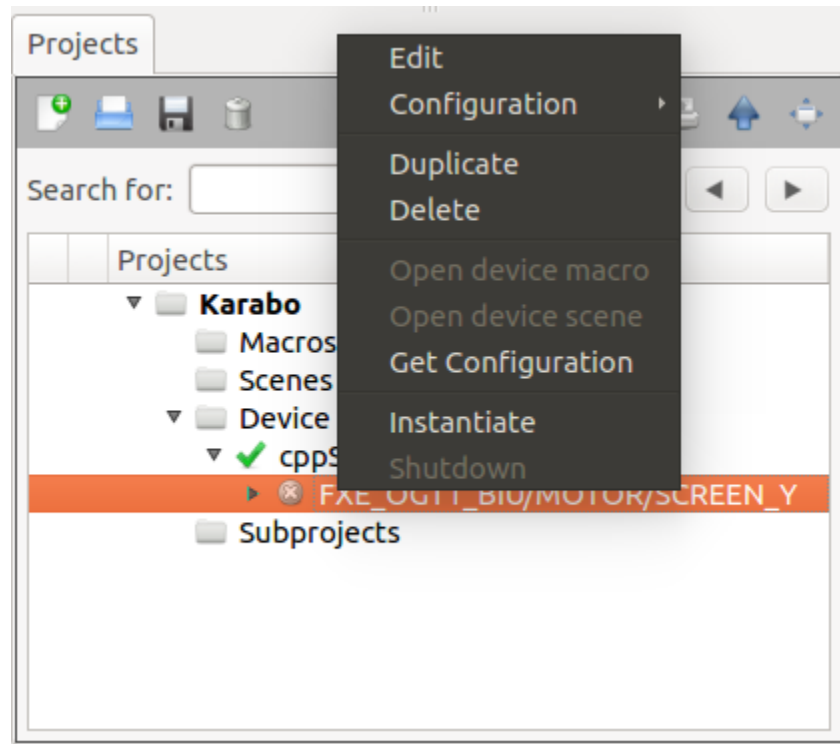 Projects
Edit
Configuration
Search for:
Duplicate
Delete
Projects
Open device macro
Karabo
Open device scene
Macros
Get Configuration
Scenes
Device
Instantiate
Shutdown
FXE_OGT1_BIU/MOTOR/SCREEN_Y
Subprojects